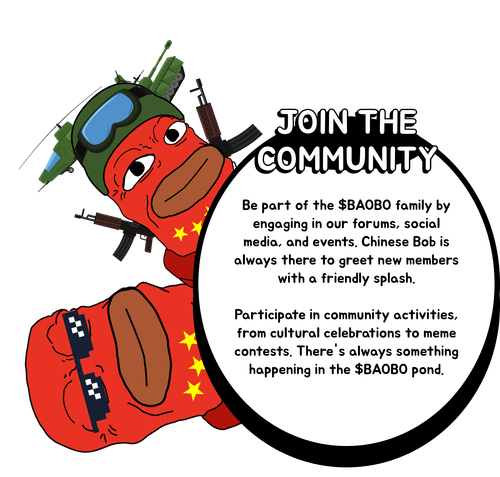 JOIN THE
COMMUNITY
Be part of the $BAOBO family by
engaging in our forums, social
media, and events. Chinese Bob is
always there to greet new members
with a friendly splash.
Participate in community activities,
from cultural celebrations to meme
contests. There's always something
happening in the $BAOBO pond.